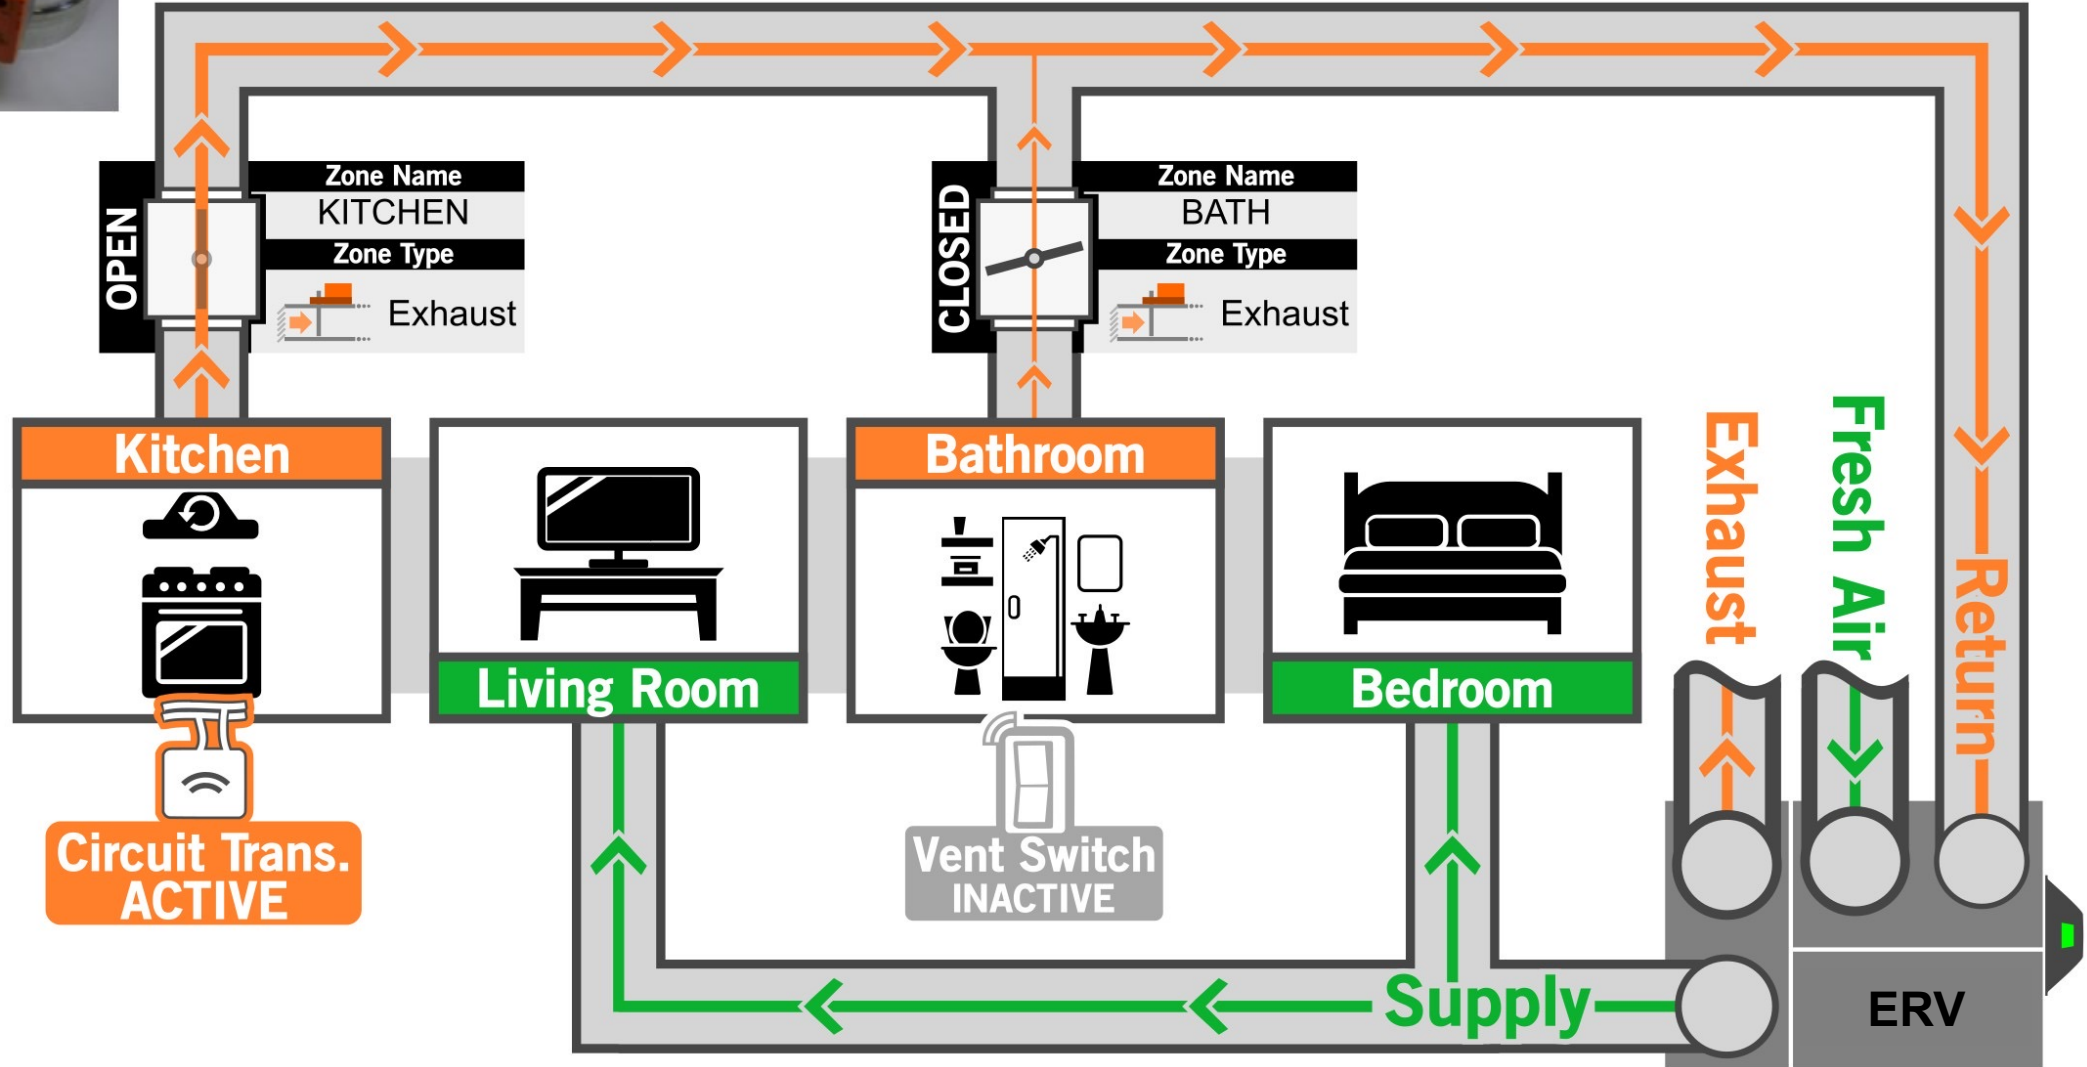 OPEN
Zone Name
KITCHEN
Zone Type
Exhaust
CLOSED
Zone Name
BATH
Zone Type
Exhaust
Kitchen
Living Room
Bathroom
Bedroom
Exhaust
Fresh Air
Return
Circuit Trans.
ACTIVE
Vent Switch
INACTIVE
Supply
ERV